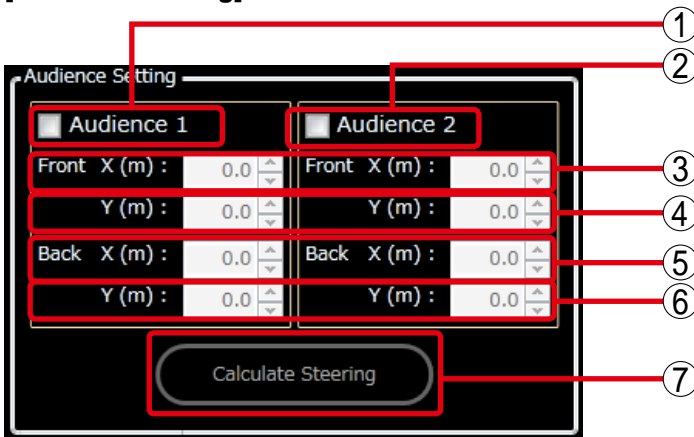 1
2
Audience Setting
Audience 1 Audience 2
Front X (m) : 0.0 Front X (m) : 0.0
3
Y (m) : 0.0 Y (m) : 0.0
4
Back X (m) : 0.0 Back X (m) : 0.0
5
Y (m) : 0.0 Y (m) : 0.0
6
Calculate Steering
7